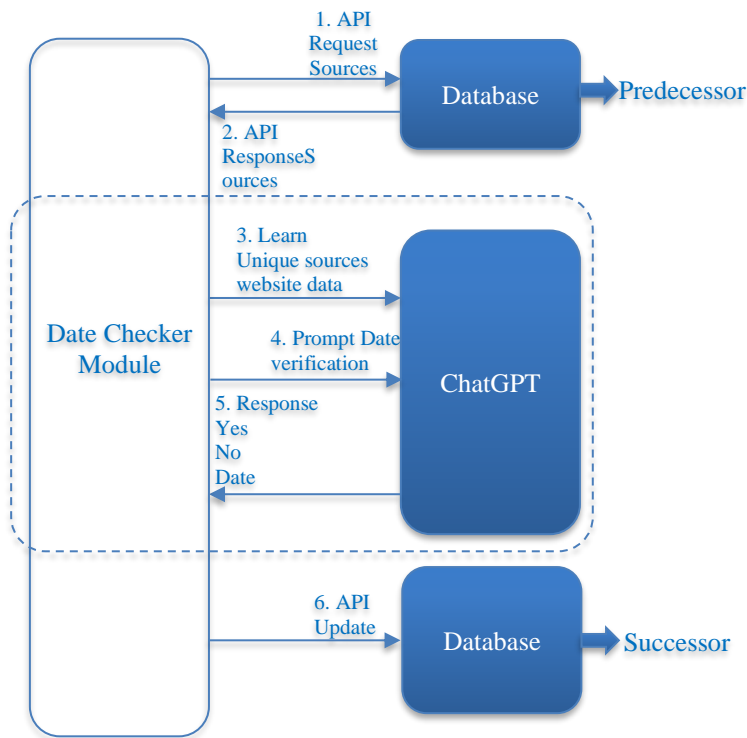 1. API
Request
Sources
Database
Predecessor
2. API
ResponseS
ources
3. Learn
Unique sources
website data
Date Checker
Module
4. Prompt Date
verification
ChatGPT
5. Response
Yes
No
Date
6. API
Update
Database
Successor